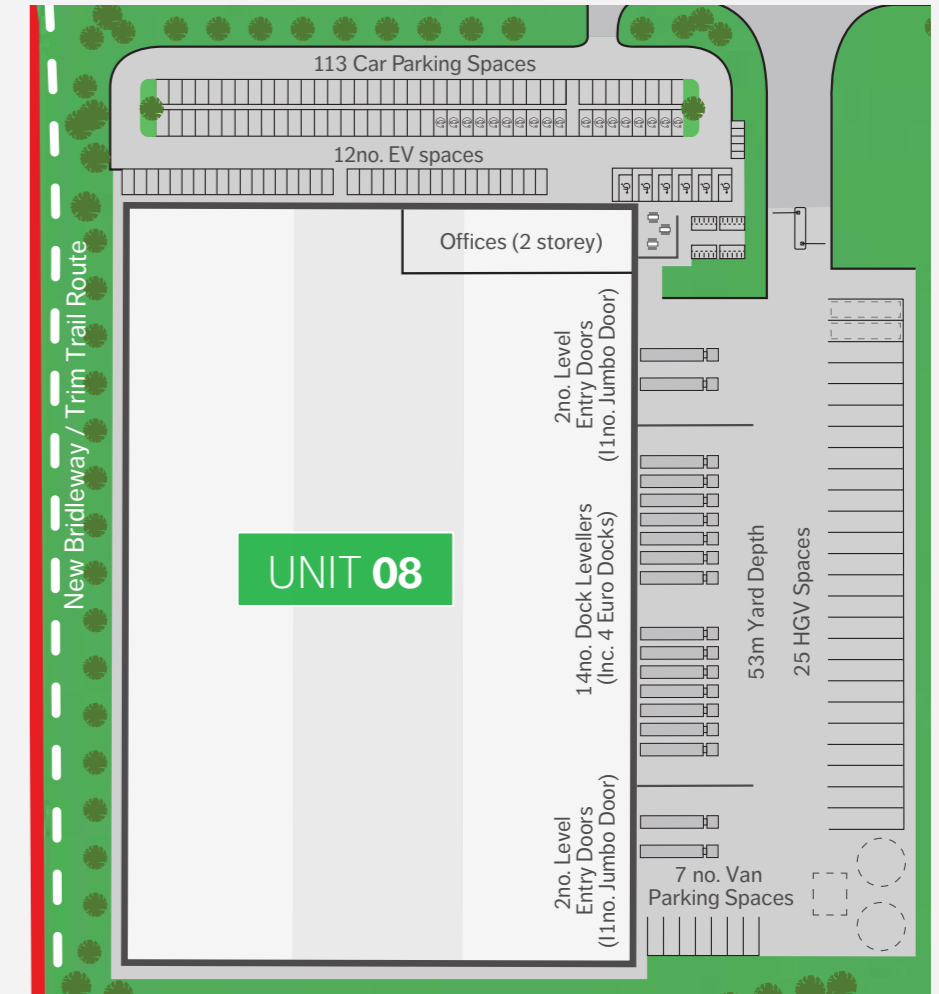 113 Car Parking Spaces
12no. EV spaces
Offices (2 storey)
New Bridleway / Trim Trail Route
2no. Level
Entry Doors
(I1no. Jumbo Door)
UNIT 08
14no. Dock Levellers
(Inc. 4 Euro Docks)
53m Yard Depth
25 HGV Spaces
2no. Level
Entry Doors
(I1no. Jumbo Door)
7 no. Van
Parking Spaces